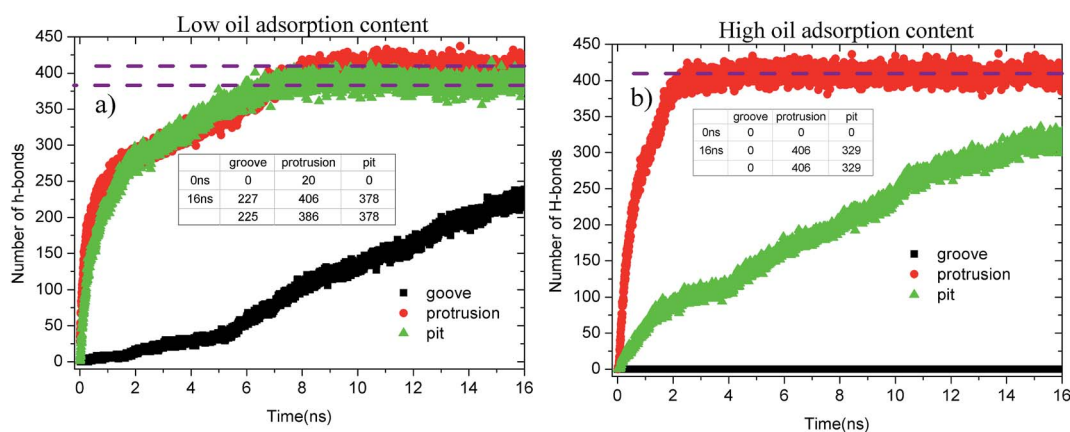 Low oil adsorption content
a)
Number of h-bonds
450
400
350
300
250
200
150
100
50
0
groove protrusion pit
0ns 0 20 0
16ns 227 406 378
225 386 378
goove
protrusion
pit
0 2 4 6 8 10 12 14 16
Time(ns)
High oil adsorption content
b)
Number of H-bonds
450
400
350
300
250
200
150
100
50
0
groove protrusion pit
0ns 0 0 0
16ns 0 406 329
0 406 329
groove
protrusion
pit
0 2 4 6 8 10 12 14 16
Time(ns)